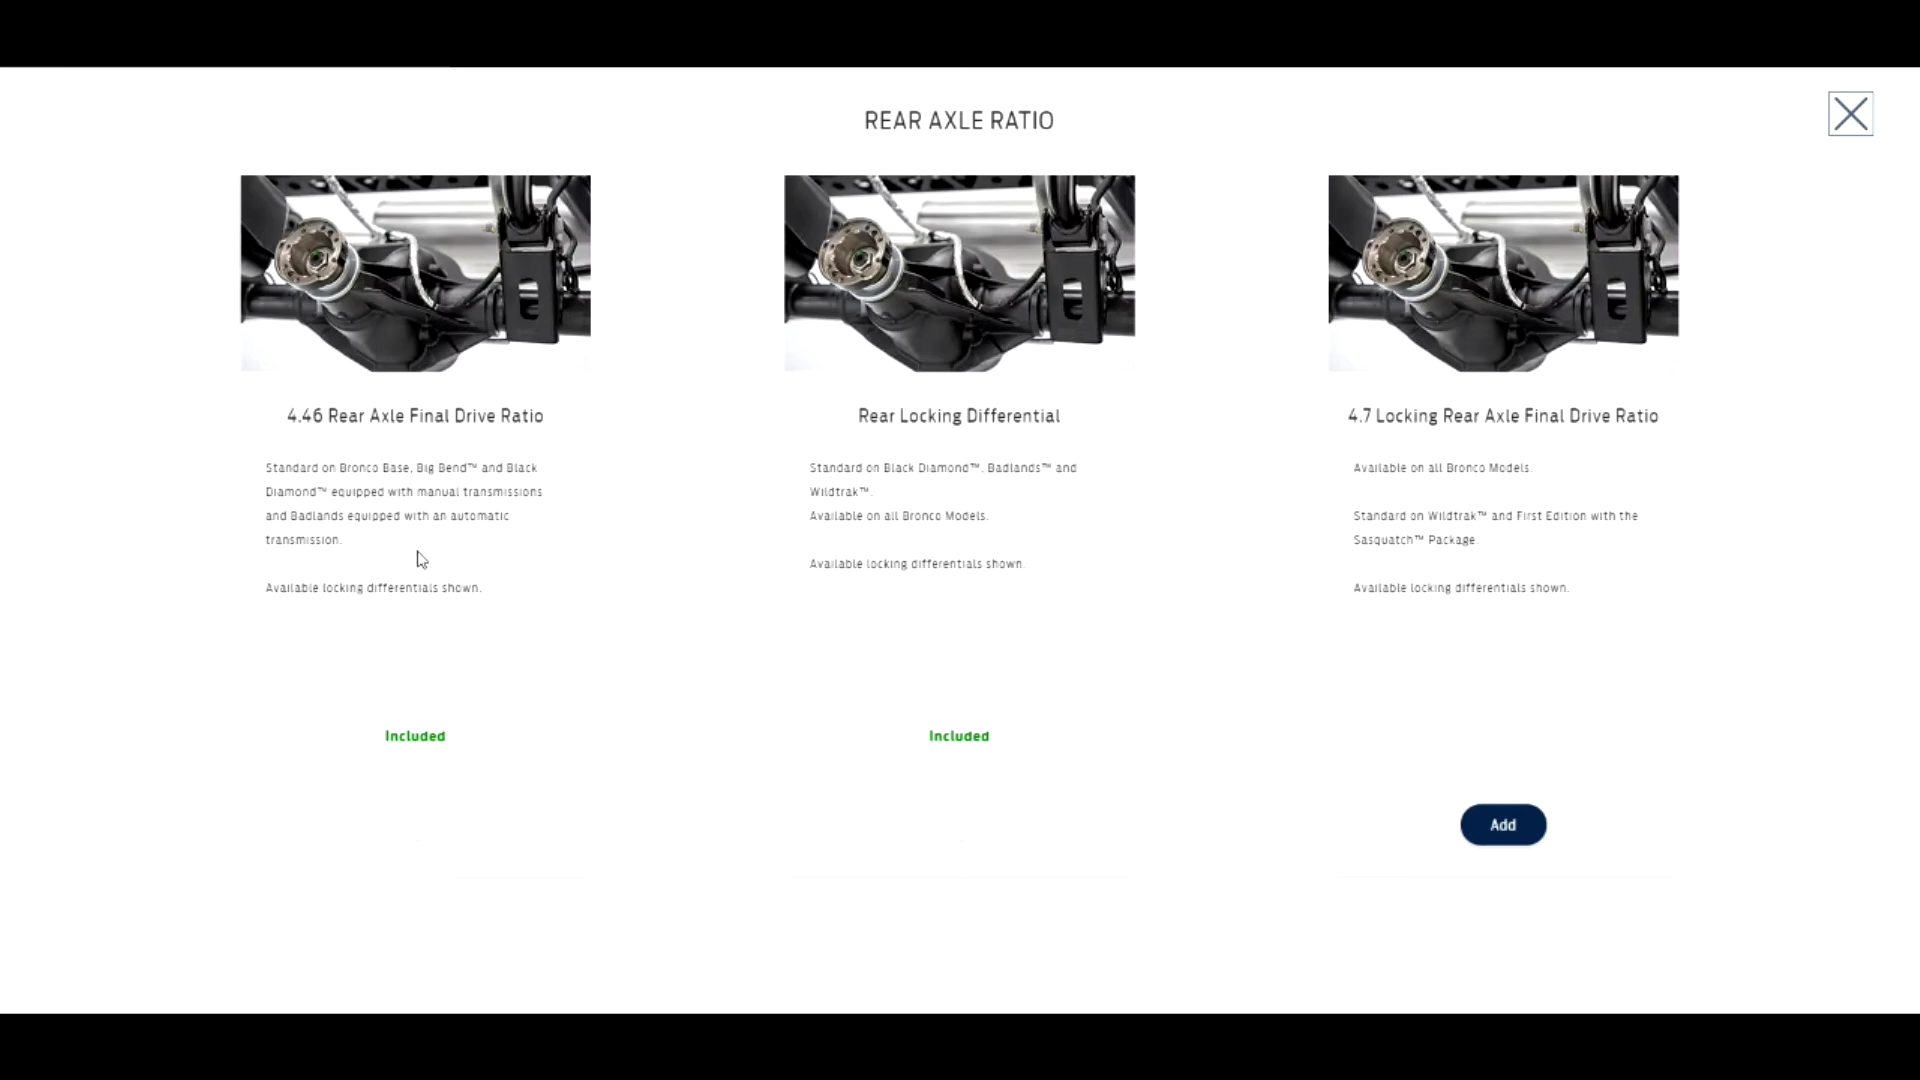 REAR AXLE RATIO
4.46 Rear Axle Final Drive Ratio
Standard on Bronco Base, Big Bend™ and Black
Diamond™ equipped with manual transmissions
and Badlands equipped with an automatic
transmission.
Available locking differentials shown.
Included
Rear Locking Differential
Standard on Black Diamond™, Badlands™ and
Wildtrak™.
Available on all Bronco Models.
Available locking differentials shown.
Included
4.7 Locking Rear Axle Final Drive Ratio
Available on all Bronco Models.
Standard on Wildtrak™ and First Edition with the
Sasquatch™ Package.
Available locking differentials shown.
Add